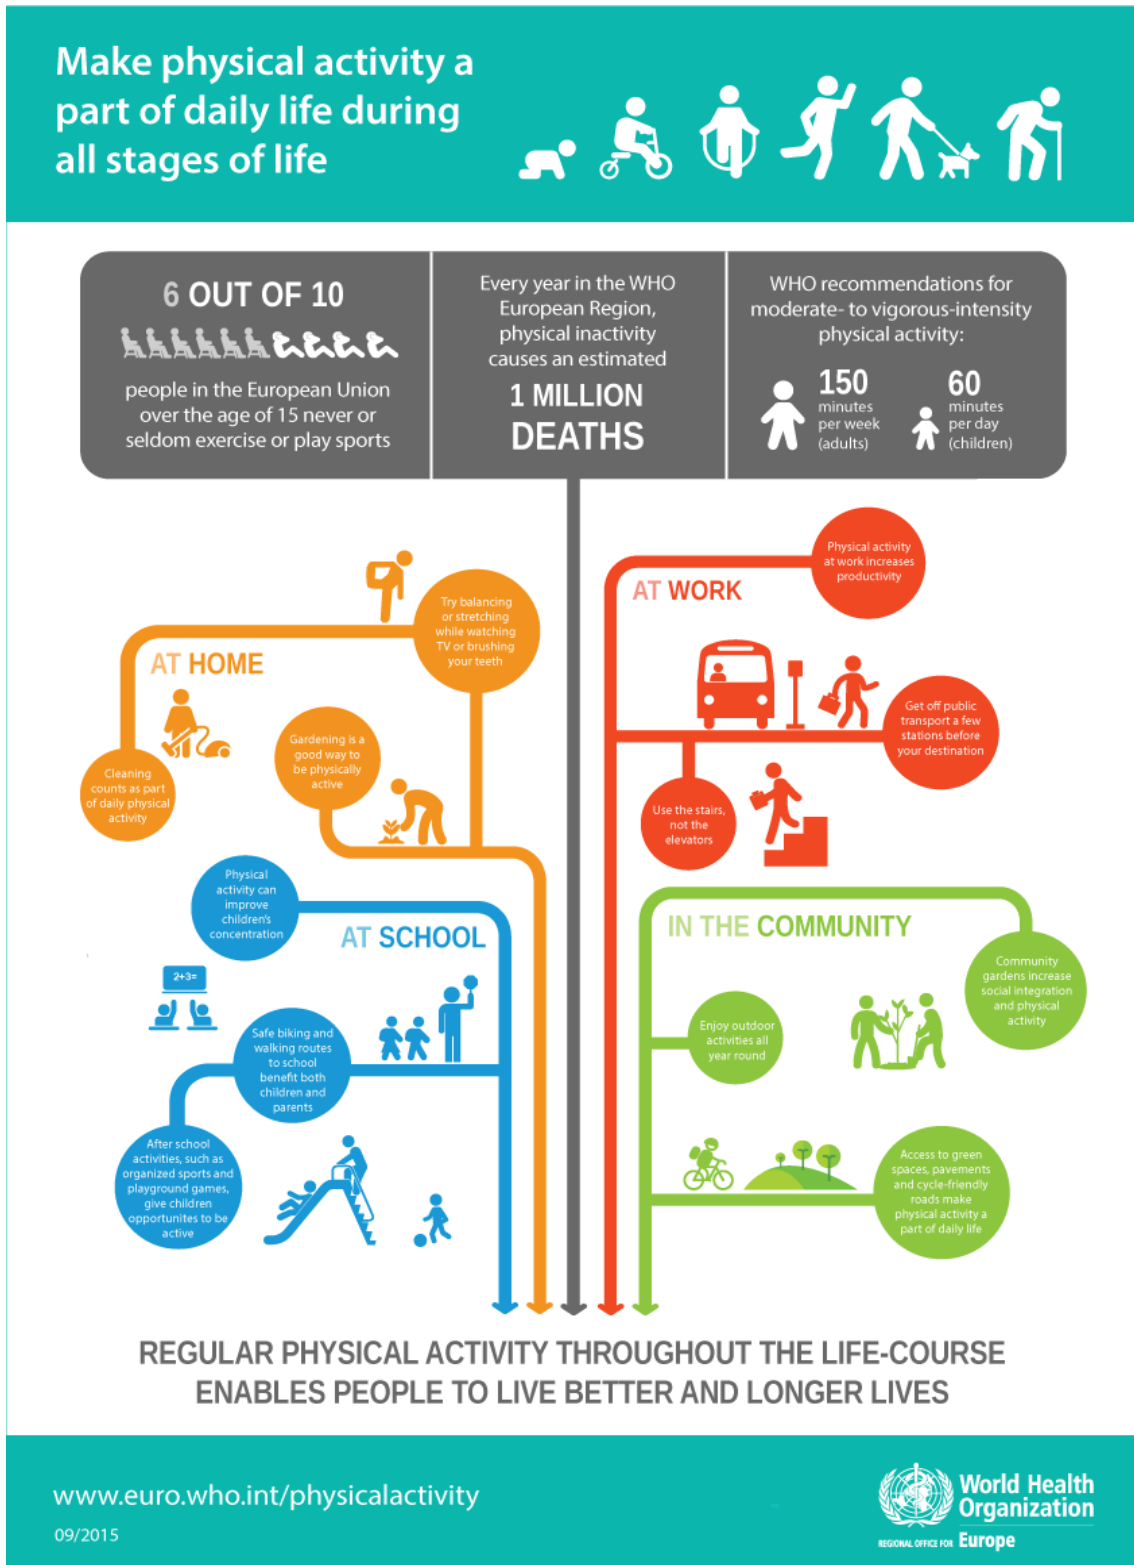 Make physical activity a
part of daily life during
all stages of life
6 OUT OF 10
people in the European Union
over the age of 15 never or
seldom exercise or play sports
Every year in the WHO
European Region,
physical inactivity
causes an estimated
1 MILLION
DEATHS
WHO recommendations for
moderate- to vigorous-intensity
physical activity:
150
minutes
per week
(adults)
60
minutes
per day
(children)
AT HOME
Try balancing
or stretching
while watching
TV or brushing
your teeth
Gardening is a
good way to
be physically
active
Cleaning
counts as part
of daily physical
activity
AT WORK
Physical activity
at work increases
productivity
Get off public
transport a few
stations before
your destination
Use the stairs,
not the
elevators
AT SCHOOL
Physical
activity can
improve
children's
concentration
2+3=
Safe biking and
walking routes
to school
benefit both
children and
parents
After school
activities, such as
organized sports and
playground games,
give children
opportunites to be
active
IN THE COMMUNITY
Community
gardens increase
social integration
and physical
activity
Enjoy outdoor
activities all
year round
Access to green
spaces, pavements
and cycle-friendly
roads make
physical activity a
part of daily life
REGULAR PHYSICAL ACTIVITY THROUGHOUT THE LIFE-COURSE
ENABLES PEOPLE TO LIVE BETTER AND LONGER LIVES
www.euro.who.int/physicalactivity
09/2015
World Health
Organization
REGIONAL OFFICE FOR Europe